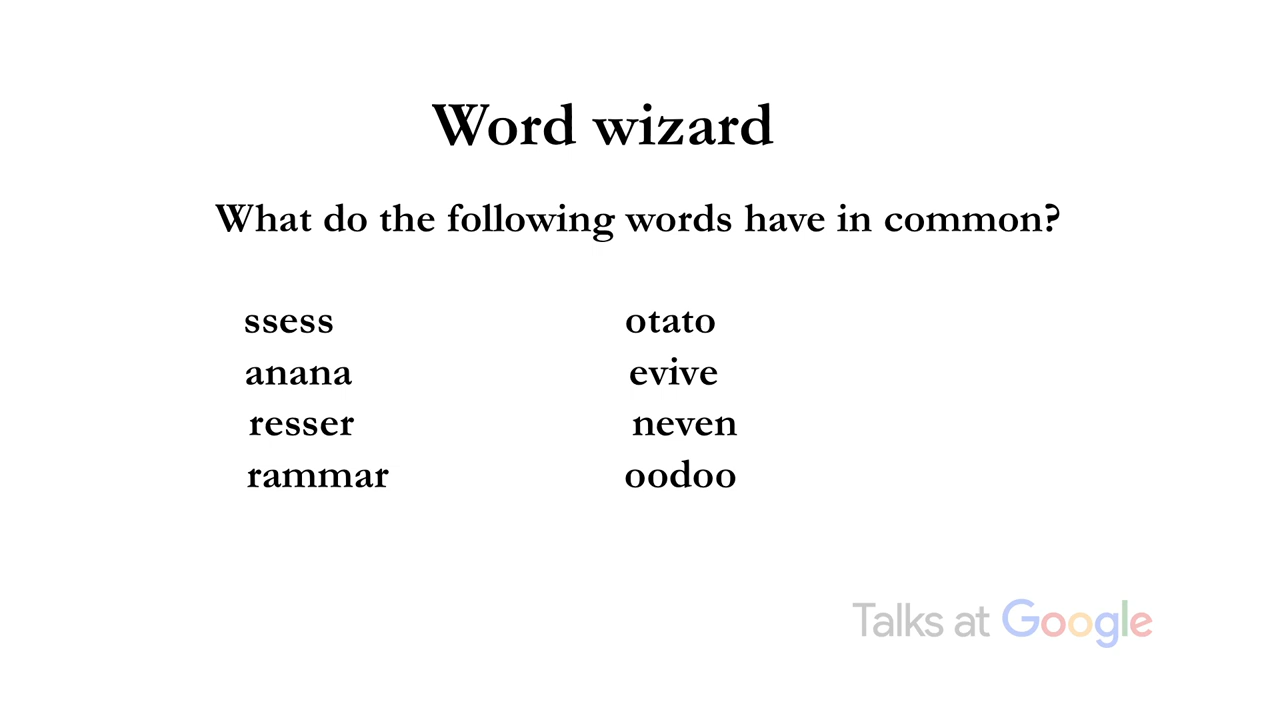 Word wizard
What do the following words have in common?
ssess otato
anana evive
resser neven
rammar oodoo
Talks at Google